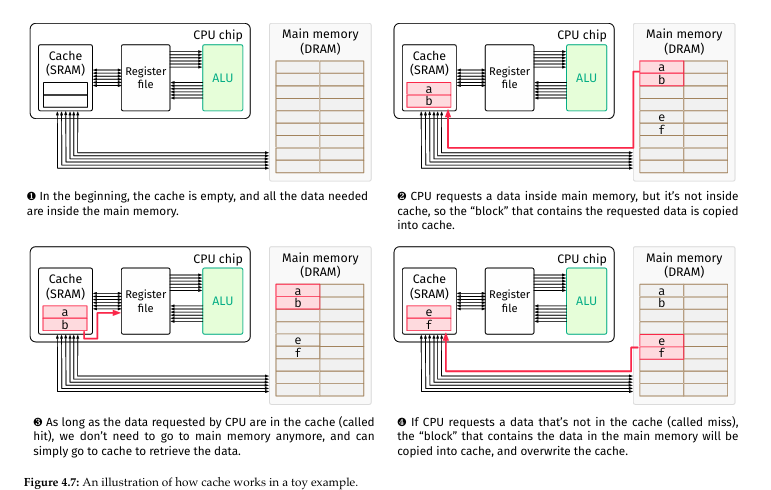 CPU chip
Cache
(SRAM)
Register
file
ALU
Main memory
(DRAM)
❶ In the beginning, the cache is empty, and all the data needed
are inside the main memory.
CPU chip
Cache
(SRAM)
a
b
Register
file
ALU
Main memory
(DRAM)
a
b
e
f
❷ CPU requests a data inside main memory, but it’s not inside
cache, so the “block” that contains the requested data is copied
into cache.
CPU chip
Cache
(SRAM)
a
b
Register
file
ALU
Main memory
(DRAM)
a
b
e
f
❸ As long as the data requested by CPU are in the cache (called
hit), we don’t need to go to main memory anymore, and can
simply go to cache to retrieve the data.
CPU chip
Cache
(SRAM)
e
f
Register
file
ALU
Main memory
(DRAM)
a
b
e
f
❹ If CPU requests a data that’s not in the cache (called miss),
the “block” that contains the data in the main memory will be
copied into cache, and overwrite the cache.
Figure 4.7: An illustration of how cache works in a toy example.